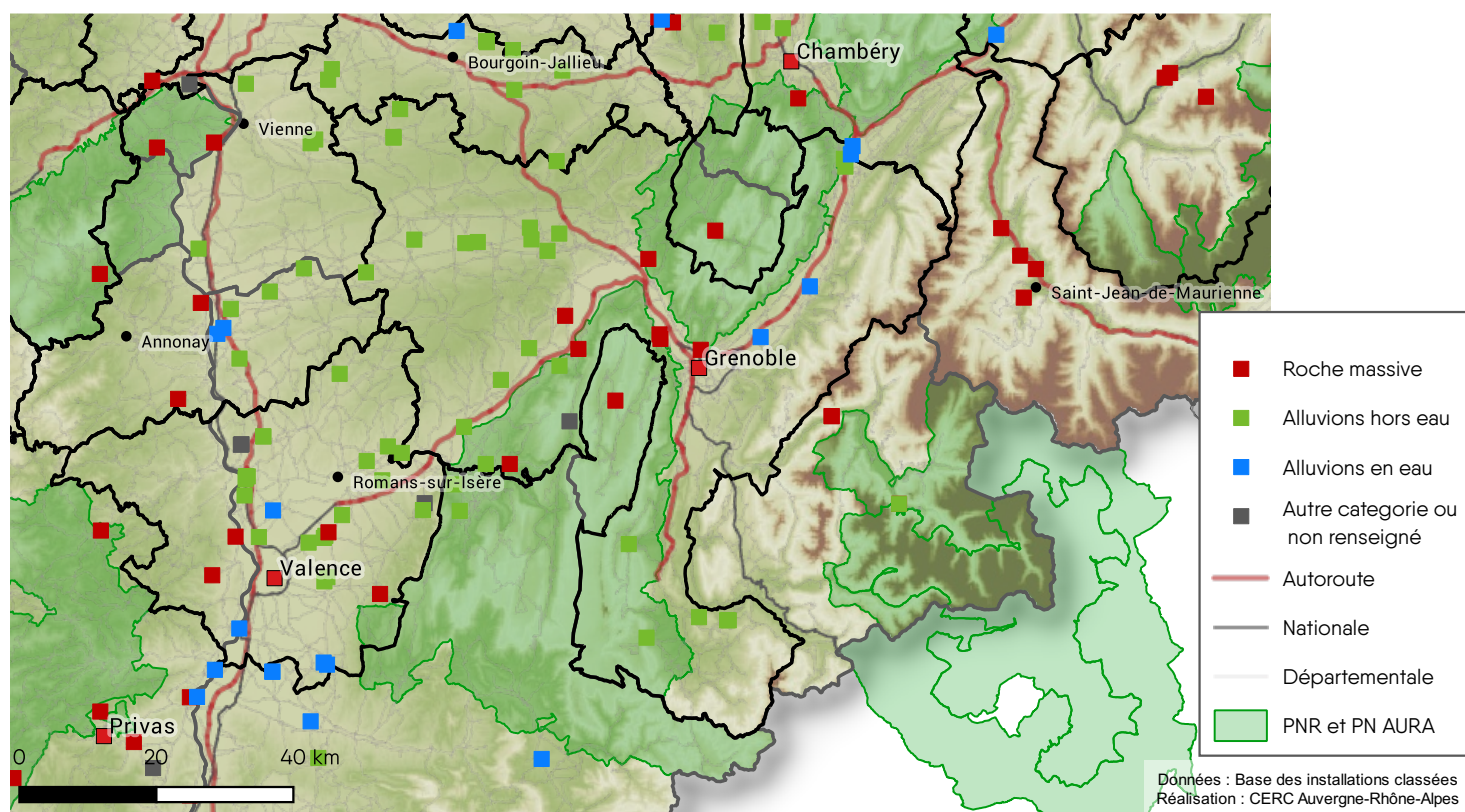 Chambéry
Bourgoin-Jallieu
Vienne
Saint-Jean-de-Maurienne
Annonay
Grenoble
Romans-sur-Isère
Valence
Privas
0 20 40 km
Roche massive
Alluvions hors eau
Alluvions en eau
Autre categorie ou
non renseigné
Autoroute
Nationale
Départementale
PNR et PN AURA
Données : Base des installations classées
Réalisation : CERC Auvergne-Rhône-Alpes